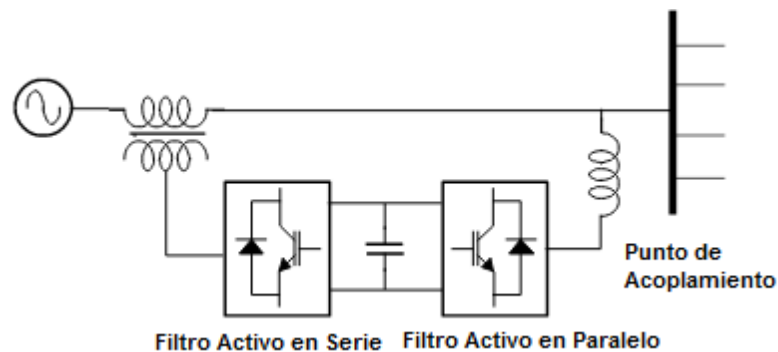 Punto de
Acoplamiento
Filtro Activo en Serie
Filtro Activo en Paralelo